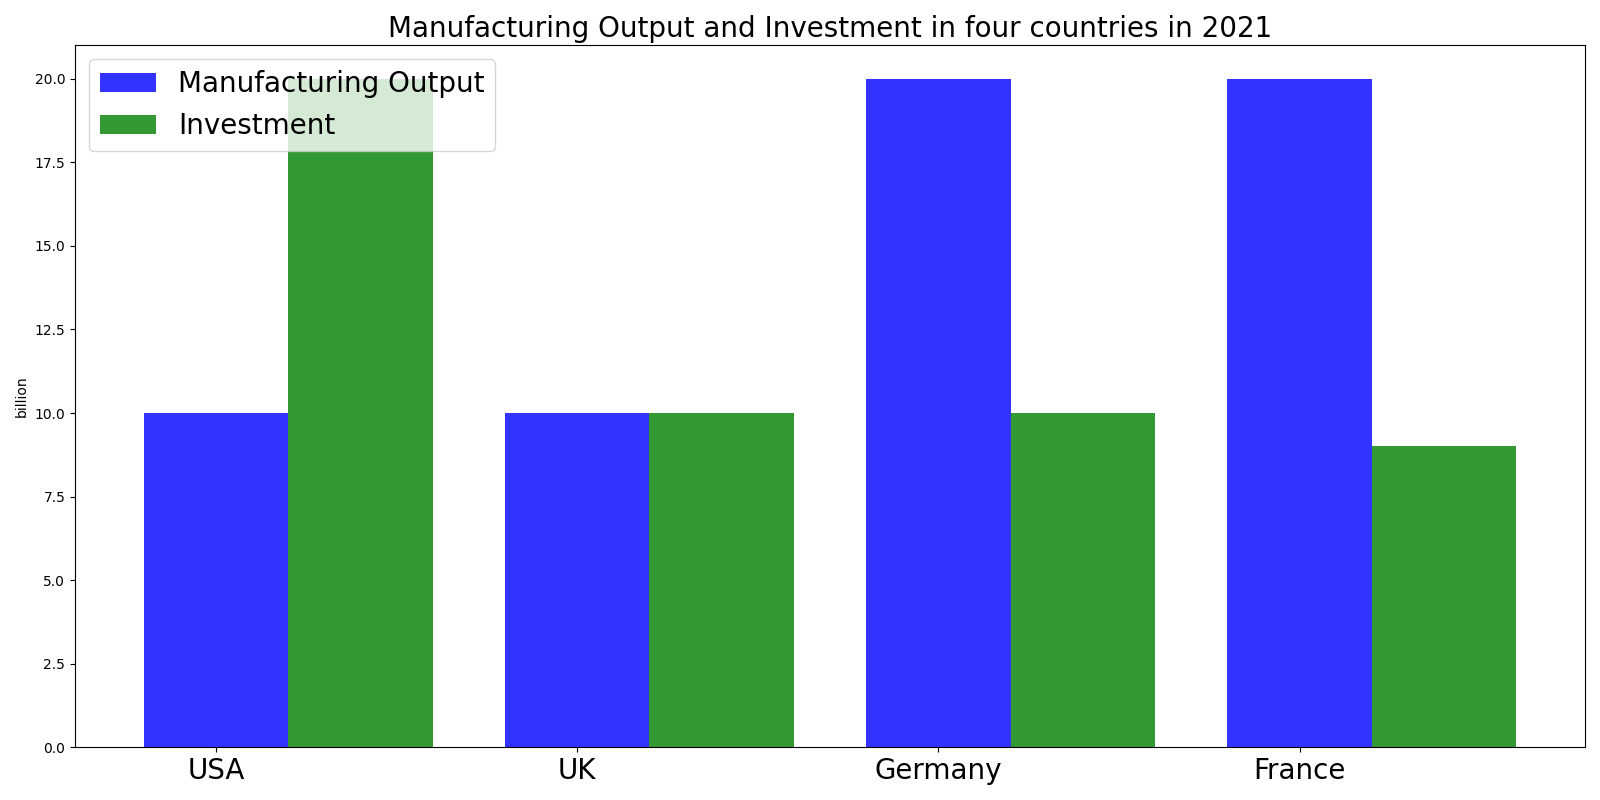 Manufacturing Output and Investment in four countries in 2021
Manufacturing Output
Investment
billion
20.0
17.5
15.0
12.5
10.0
7.5
5.0
2.5
0.0
USA UK Germany France